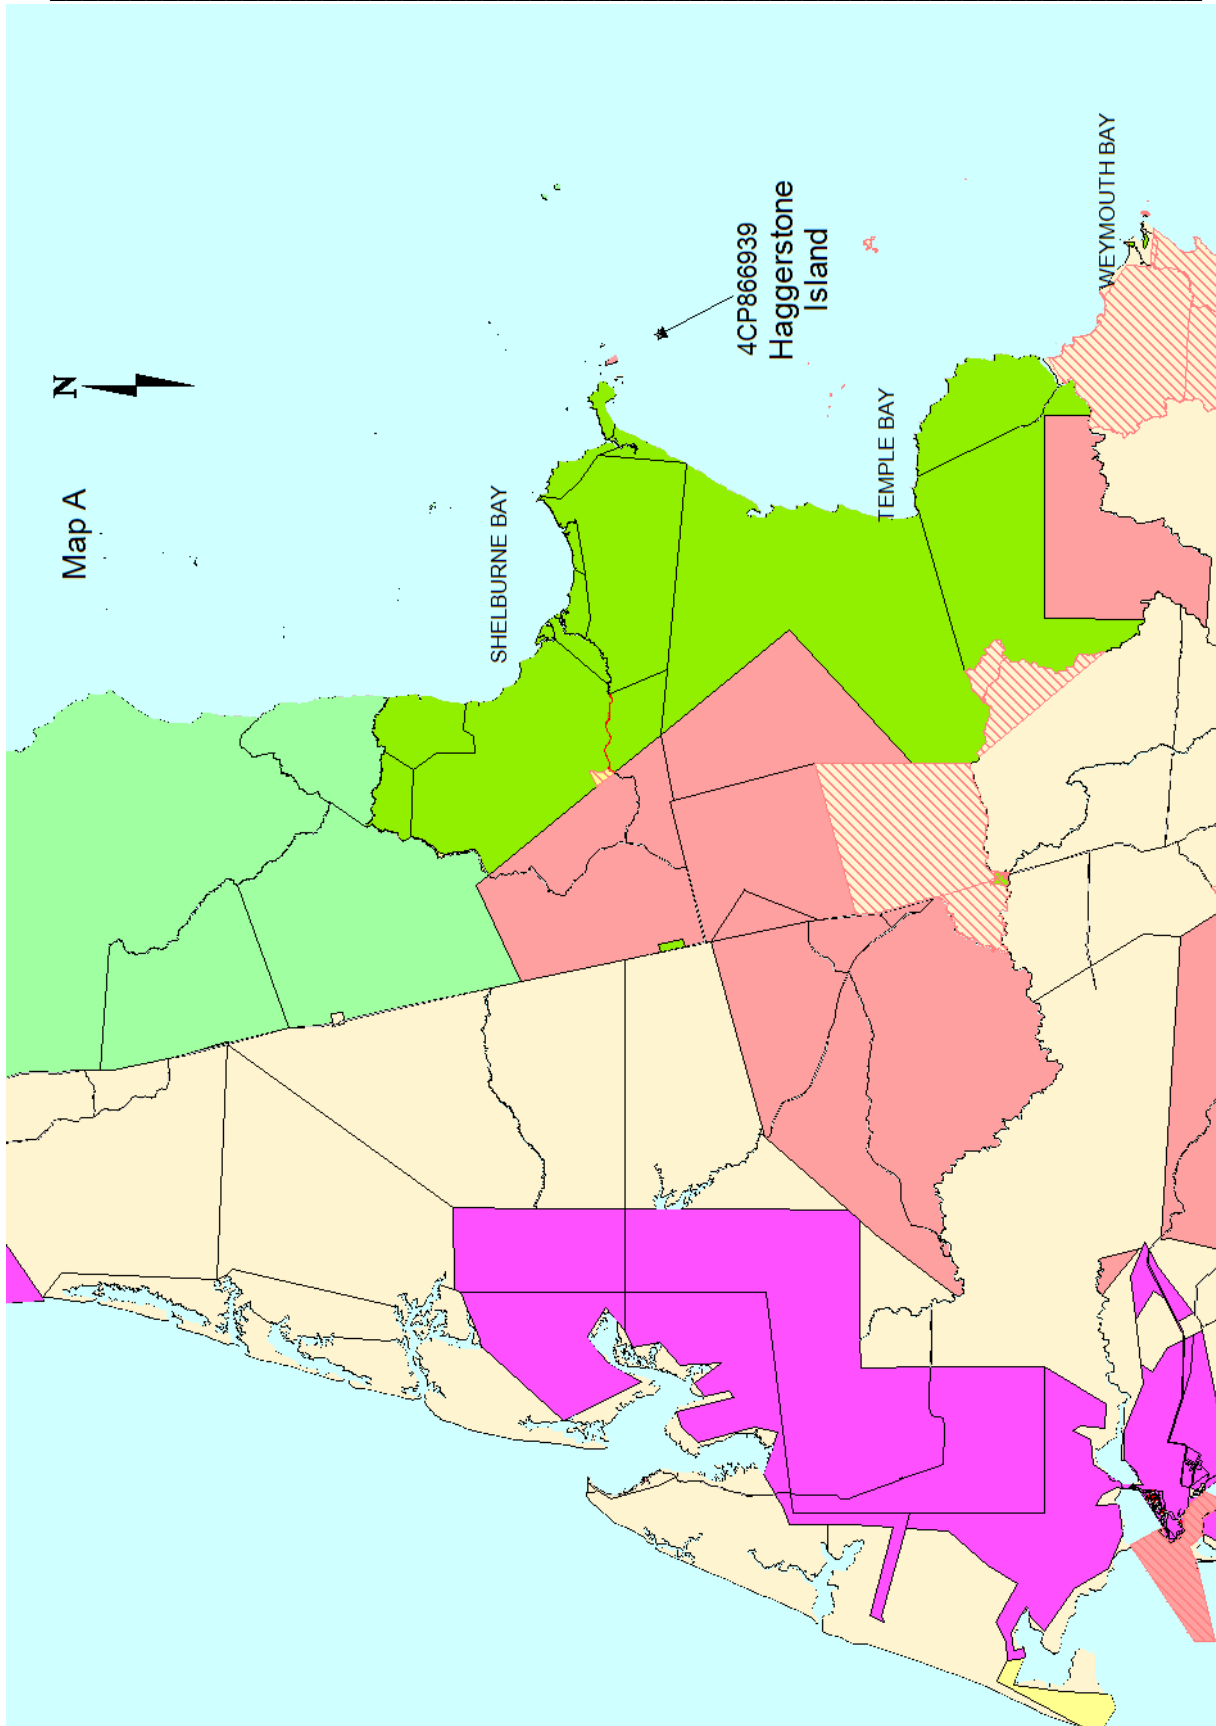 Map A
N
SHELBURNE BAY
4CP866939
Haggerstone
Island
TEMPLE BAY
WEYMOUTH BAY